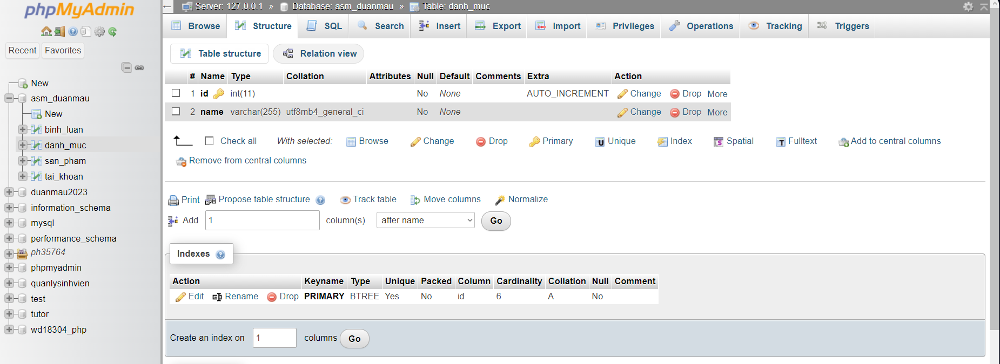 phpMyAdmin
Recent Favorites
New
asm_duanmau
New
binh_luan
danh_muc
san_pham
tai_khoan
duanmau2023
information_schema
mysql
performance_schema
ph35764
phpmyadmin
quanlysinhvien
test
tutor
wd18304_php
Server: 127.0.0.1 » Database: asm_duanmau » Table: danh_muc
Browse Structure SQL Search Insert Export Import Privileges Operations Tracking Triggers
Table structure Relation view
# Name Type Collation Attributes Null Default Comments Extra Action
1 id int(11) No None AUTO_INCREMENT Change Drop More
2 name varchar(255) utf8mb4_general_ci No None Change Drop More
Check all With selected: Browse Change Drop Primary Unique Index Spatial Fulltext Add to central columns
Remove from central columns
Print Propose table structure Track table Move columns Normalize
Add 1 column(s) after name Go
Indexes
Action Keyname Type Unique Packed Column Cardinality Collation Null Comment
Edit Rename Drop PRIMARY BTREE Yes No id 6 A No
Create an index on 1 columns Go